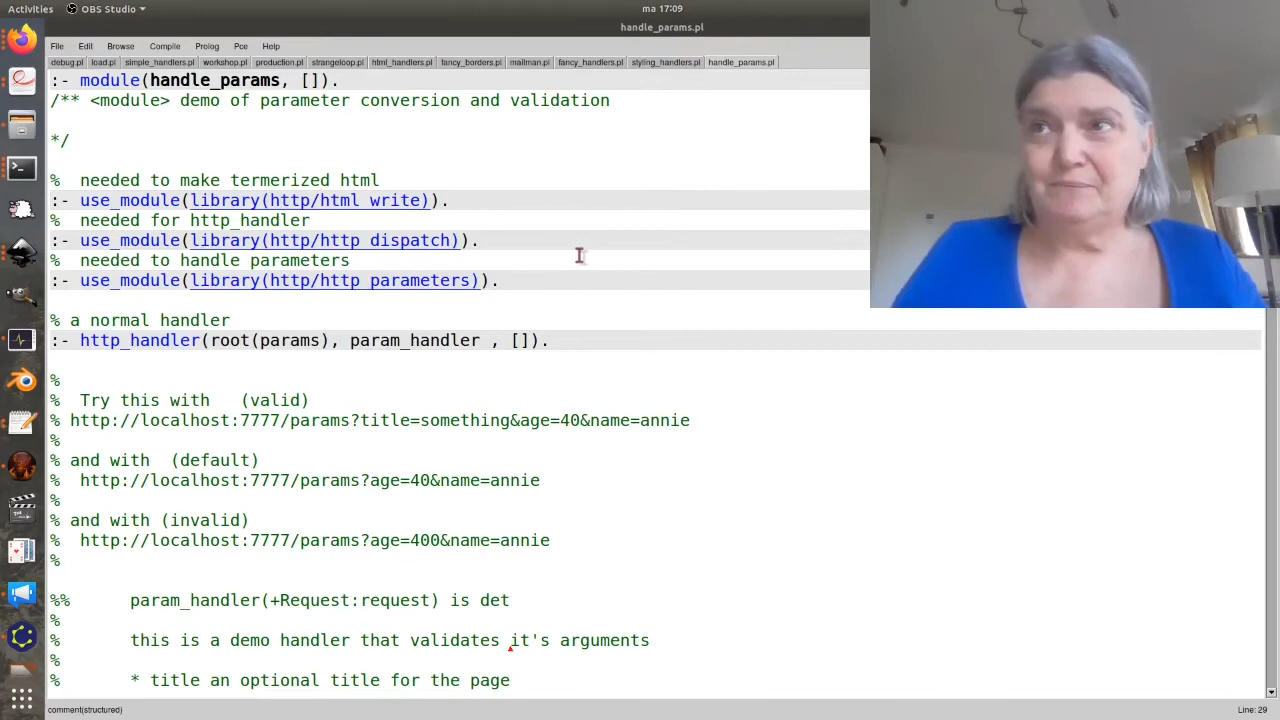 Activities
OBS Studio
ma 17:09
handle_params.pl
File Edit Browse Compile Prolog Pce Help
debug.pl load.pl simple_handlers.pl workshop.pl production.pl strangeloop.pl html_handlers.pl fancy_borders.pl mailman.pl fancy_handlers.pl styling_handlers.pl handle_params.pl
:- module(handle_params, []).
/** <module> demo of parameter conversion and validation
*/
% needed to make termerized html
:- use_module(library(http/html_write)).
% needed for http_handler
:- use_module(library(http/http_dispatch)).
% needed to handle parameters
:- use_module(library(http/http_parameters)).
% a normal handler
:- http_handler(root(params), param_handler , []).
%
% Try this with (valid)
% http://localhost:7777/params?title=something&age=40&name=annie
%
% and with (default)
% http://localhost:7777/params?age=40&name=annie
%
% and with (invalid)
% http://localhost:7777/params?age=400&name=annie
%
%% param_handler(+Request:request) is det
%
% this is a demo handler that validates it's arguments
%
% * title an optional title for the page
comment(structured)
Line: 29